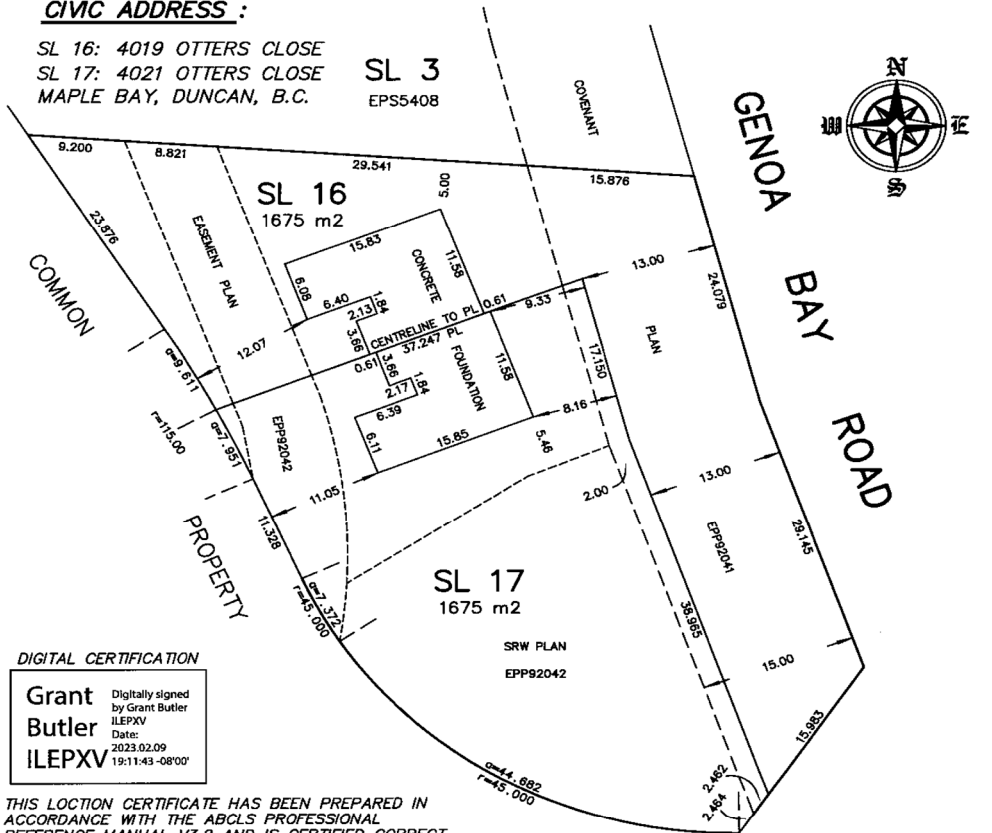 CIVIC ADDRESS :
SL 16: 4019 OTTERS CLOSE
SL 17: 4021 OTTERS CLOSE
MAPLE BAY, DUNCAN, B.C.
SL 3
EPS5408
COVENANT
N
W
E
S
GENOA BAY ROAD
9.200
8.821
29.541
15.876
SL 16
1675 m2
5.00
23.876
EASEMENT PLAN
COMMON
15.83
CONCRETE
11.58
6.08
6.40
1.84
2.13
3.66
CENTRELINE TO PL
0.61
9.33
13.00
24.079
PLAN
12.07
37.247 PL
0.61
3.66
FOUNDATION
11.58
17.150
a=9.611
r=115.00
a=7.951
EPP92042
2.17
1.84
6.39
6.11
15.85
8.16
5.46
11.05
13.00
2.00
11.328
PROPERTY
EPP92041
29.145
a=7.372
r=45.000
SL 17
1675 m2
38.965
SRW PLAN
EPP92042
15.00
15.983
a=44.682
r=45.000
2.462
2.464
DIGITAL CERTIFICATION
Grant
Butler
ILEPXV
Digitally signed
by Grant Butler
ILEPXV
Date:
2023.02.09
19:11:43 -08'00'
THIS LOCTION CERTIFICATE HAS BEEN PREPARED IN
ACCORDANCE WITH THE ABCLS PROFESSIONAL
REFERENCE MANUAL V3.2 AND IS CERTIFIED CORRECT